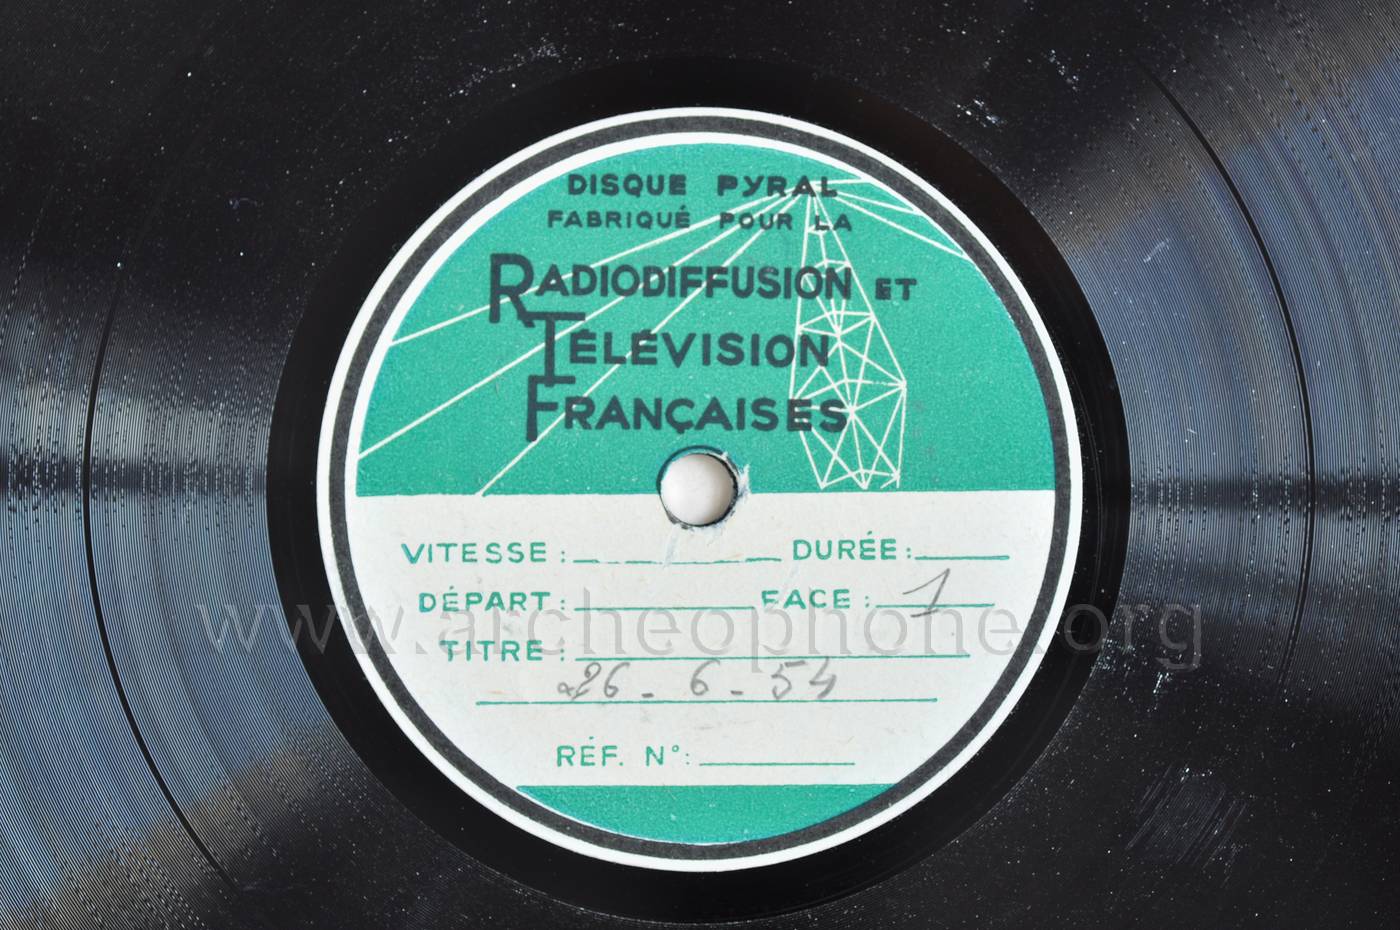 DISQUE PYRAL
FABRIQUÉ POUR LA
RADIODIFFUSION ET
TÉLÉVISION
FRANÇAISES
VITESSE : DURÉE :
DÉPART : FACE : 1
www.archeophone.org
TITRE :
26 - 6 - 54
RÉF. N° :